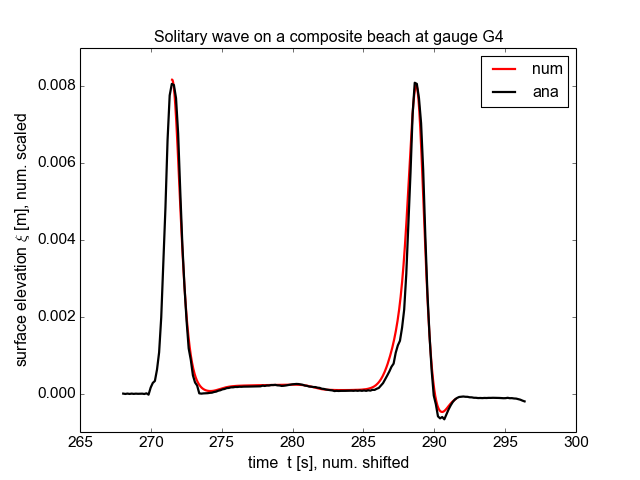 Solitary wave on a composite beach at gauge G4
surface elevation ξ [m], num. scaled
0.008
0.006
0.004
0.002
0.000
num
ana
265 270 275 280 285 290 295 300
time t [s], num. shifted